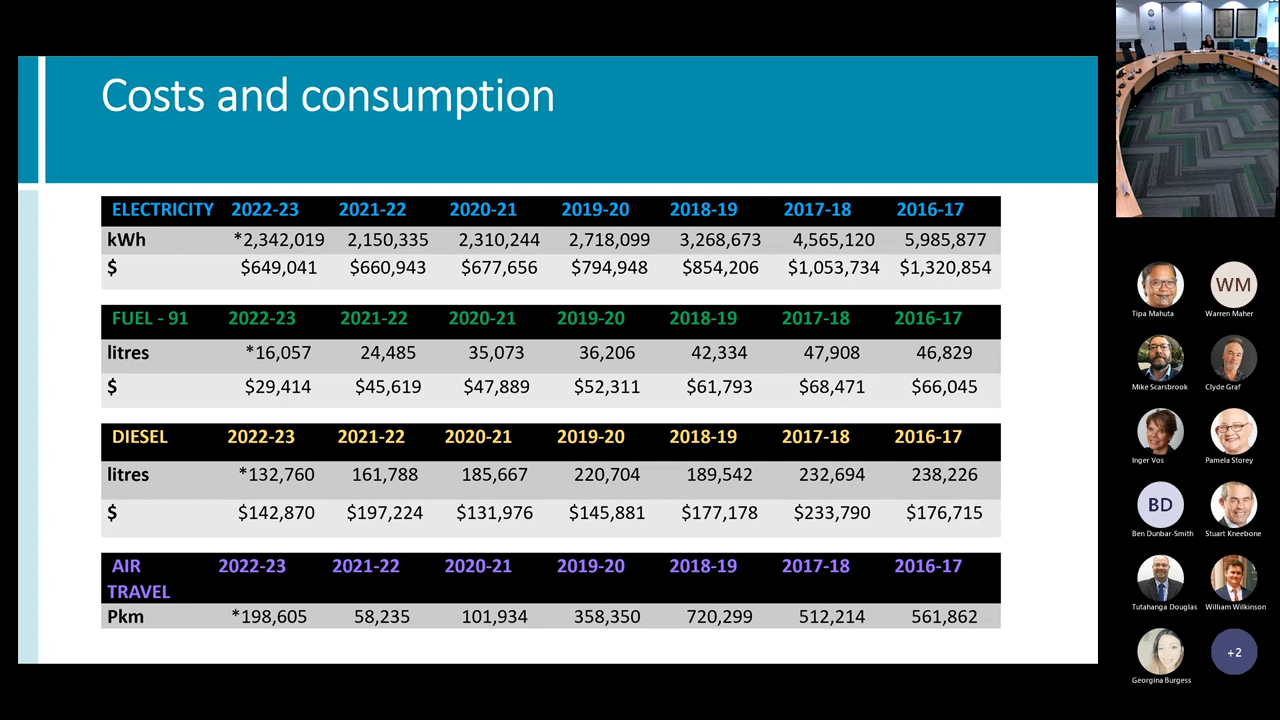 Costs and consumption
ELECTRICITY 2022-23 2021-22 2020-21 2019-20 2018-19 2017-18 2016-17
kWh *2,342,019 2,150,335 2,310,244 2,718,099 3,268,673 4,565,120 5,985,877
$ $649,041 $660,943 $677,656 $794,948 $854,206 $1,053,734 $1,320,854
FUEL - 91 2022-23 2021-22 2020-21 2019-20 2018-19 2017-18 2016-17
litres *16,057 24,485 35,073 36,206 42,334 47,908 46,829
$ $29,414 $45,619 $47,889 $52,311 $61,793 $68,471 $66,045
DIESEL 2022-23 2021-22 2020-21 2019-20 2018-19 2017-18 2016-17
litres *132,760 161,788 185,667 220,704 189,542 232,694 238,226
$ $142,870 $197,224 $131,976 $145,881 $177,178 $233,790 $176,715
AIR 2022-23 2021-22 2020-21 2019-20 2018-19 2017-18 2016-17
TRAVEL
Pkm *198,605 58,235 101,934 358,350 720,299 512,214 561,862
WM
Tipa Mahuta Warren Maher
Mike Scarsbrook Clyde Graf
Inger Vos Pamela Storey
BD
Ben Dunbar-Smith Stuart Kneebone
Tutahanga Douglas William Wilkinson
+2
Georgina Burgess